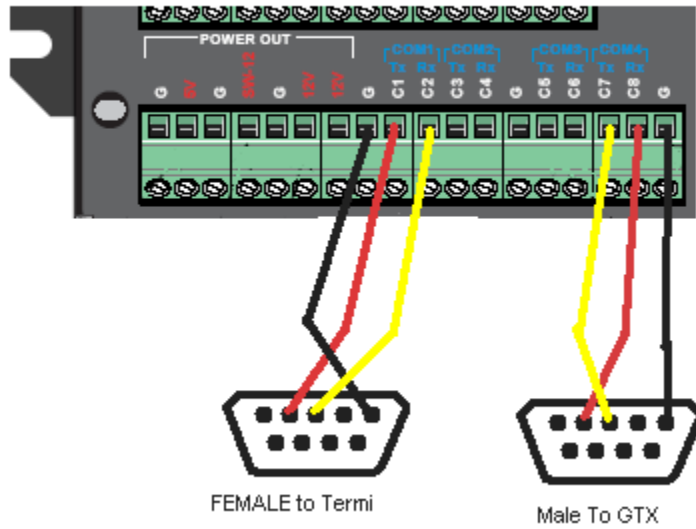 POWER OUT
COM1 COM2 COM3 COM4
Tx Rx Tx Rx Tx Rx Tx Rx
G 5V G SW-12 G 12V 12V G C1 C2 C3 C4 G C5 C6 C7 C8 G
FEMALE to Termi
Male To GTX